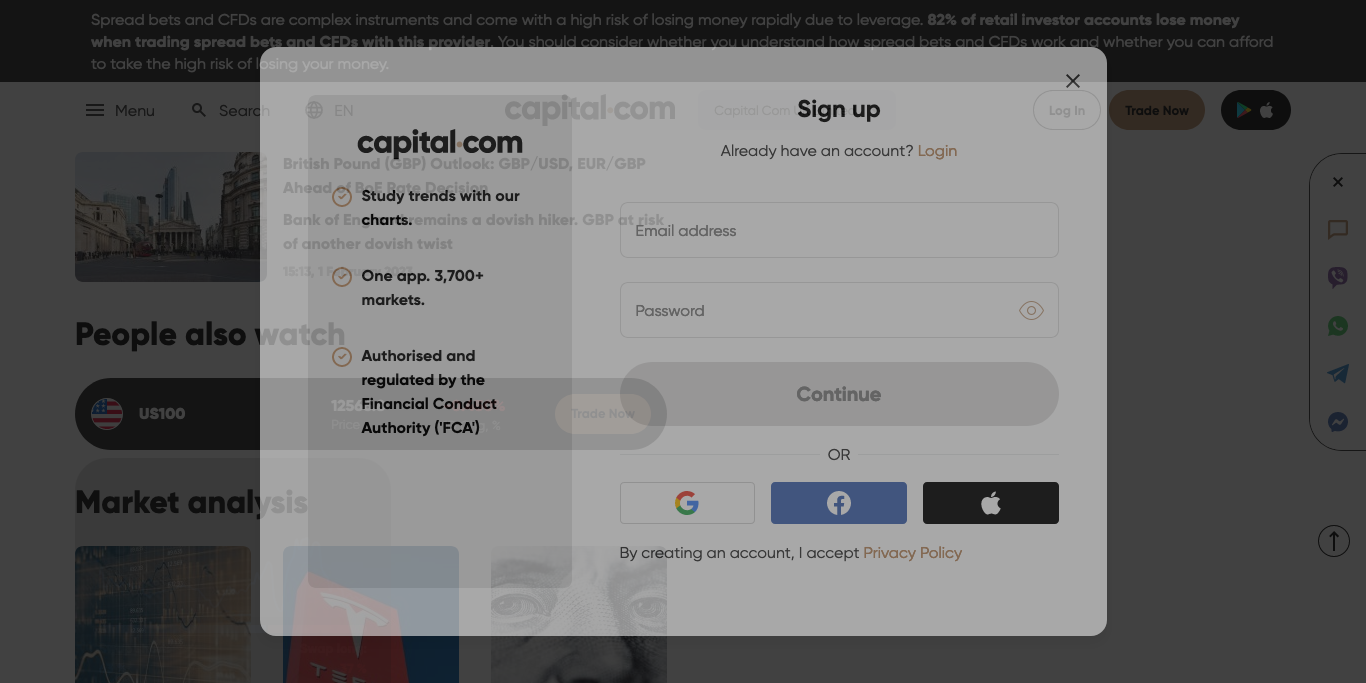 Spread bets and CFDs are complex instruments and come with a high risk of losing money rapidly due to leverage. 82% of retail investor accounts lose money
when trading spread bets and CFDs with this provider. You should consider whether you understand how spread bets and CFDs work and whether you can afford
to take the high risk of losing your money.
Menu
Search
EN
capital.com
Capital Com
Log In
Trade Now
British Pound (GBP) Outlook: GBP/USD, EUR/GBP
Ahead of BoE Rate Decision
Bank of England remains a dovish hiker. GBP at risk
of another dovish twist
15:13, 1 February
People also watch
US100
Trade Now
Market analysis
capital.com
Study trends with our
charts.
One app. 3,700+
markets.
Authorised and
regulated by the
Financial Conduct
Authority ('FCA')
Sign up
Already have an account? Login
Email address
Password
Continue
OR
By creating an account, I accept Privacy Policy